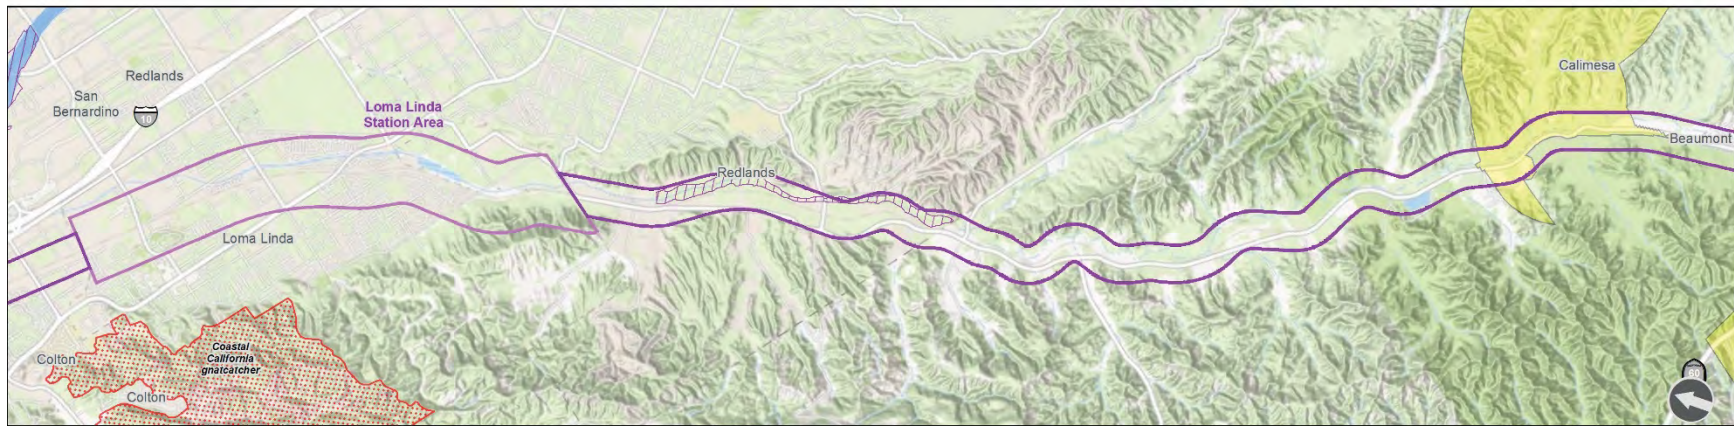 Redlands
San
Bernardino
10
Loma Linda
Station Area
Loma Linda
Redlands
Calimesa
Beaumont
Colton
Coastal
California
gnatcatcher
Colton
60